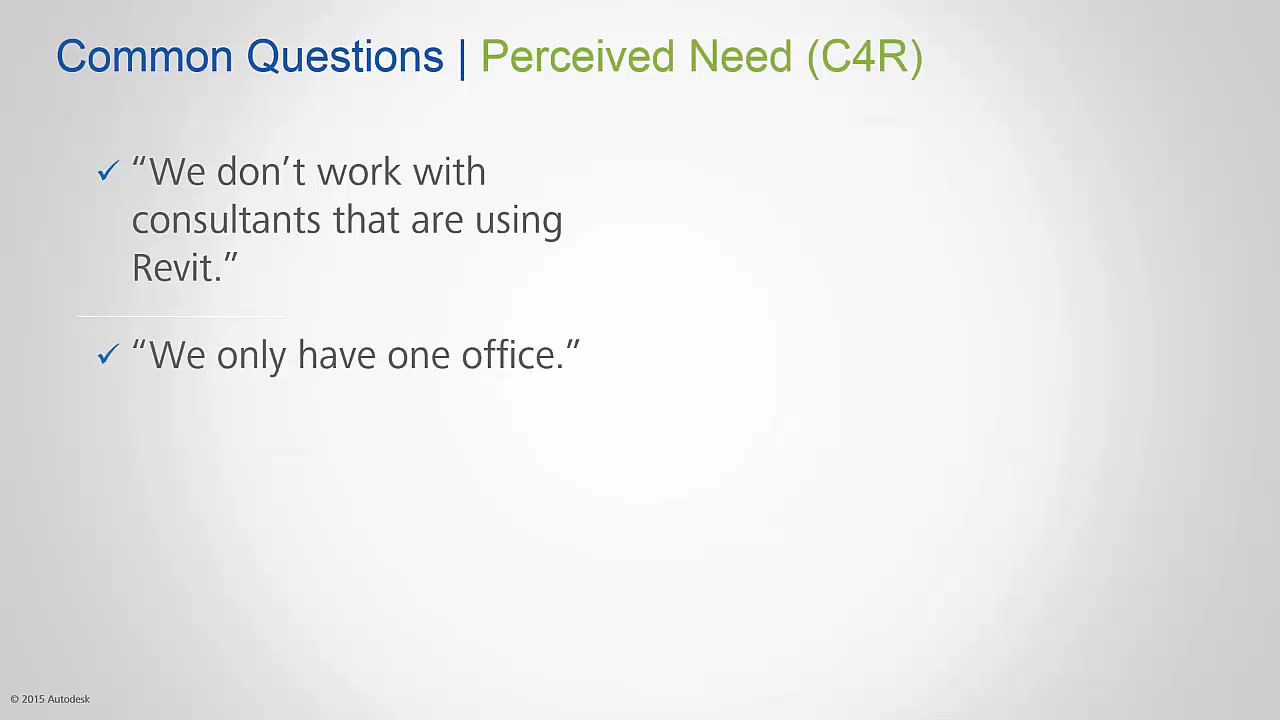 Common Questions | Perceived Need (C4R)
✓ “We don’t work with
consultants that are using
Revit.”
✓ “We only have one office.”
© 2015 Autodesk